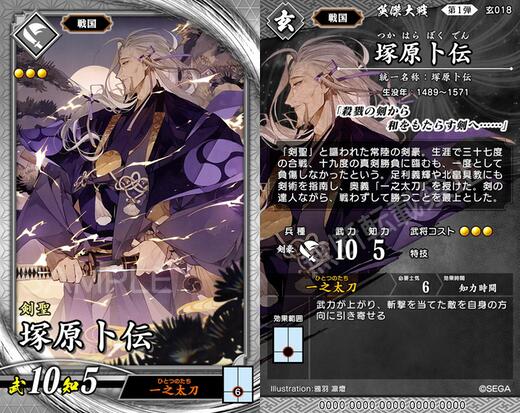 戦国
SAMPLE
剣聖
塚原卜伝
武10知5
ひとつのたち
一之太刀
6
玄
戦国
英傑大戦
第1弾
玄018
つか はら ぼく でん
塚原卜伝
統一名称：塚原卜伝
生没年：1489～1571
「殺戮の剣から
和をもたらす剣へ……」
「剣聖」と謳われた常陸の剣豪。生涯で三十七度
の合戦、十九度の真剣勝負に臨むも、一度として
負傷しなかったという。足利義輝や北畠具教にも
剣術を指南し、奥義「一之太刀」を授けた。剣の
達人ながら、戦わずして勝つことを最上とした。
兵種 武力 知力 武将コスト
剣豪 10 5 特技
ひとつのたち 必要士気 効果時間
一之太刀 6 知力時間
効果範囲
武力が上がり、斬撃を当てた敵を自身の方
向に引き寄せる
Illustration:鴉羽 凛燈
©SEGA
0000-0000-0000-0000-0000